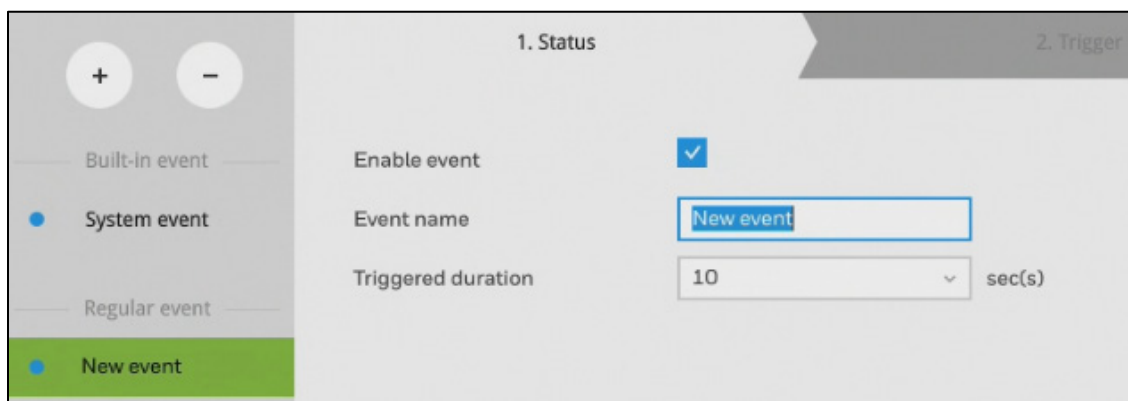 +
−
Built-in event
System event
Regular event
New event
1. Status
2. Trigger
Enable event
Event name
New event
Triggered duration
10
sec(s)